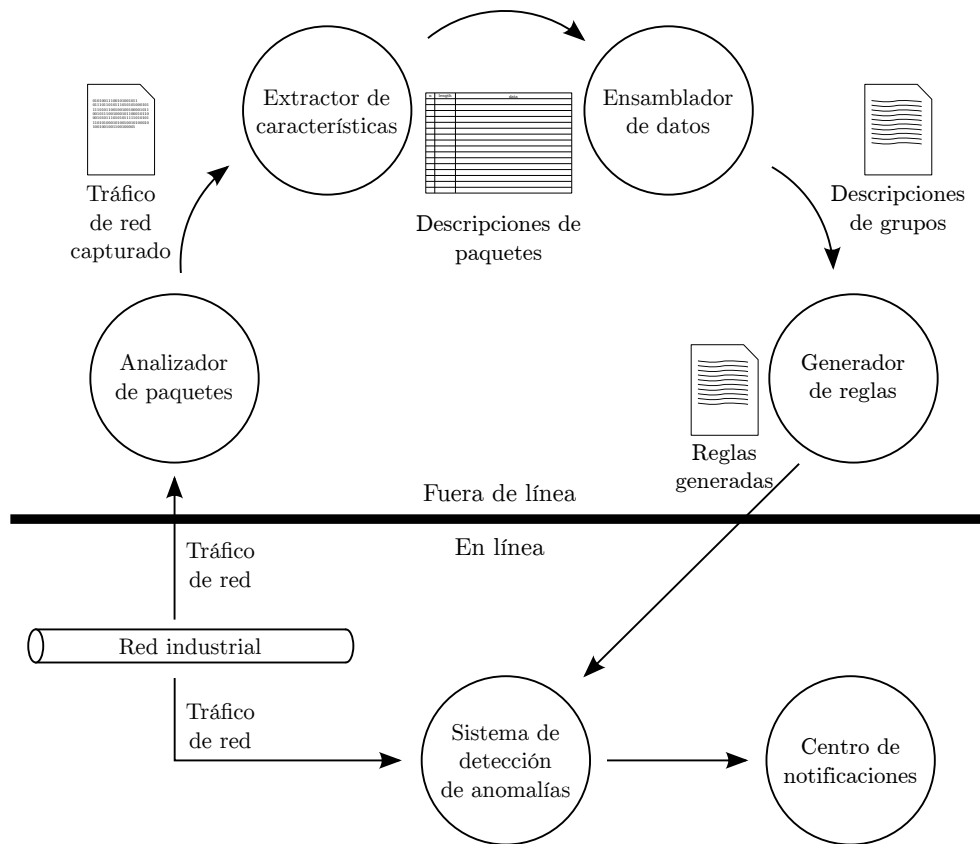 Extractor de
características
Ensamblador
de datos
n
length
data
Tráfico
de red
capturado
Descripciones de
paquetes
Descripciones
de grupos
Analizador
de paquetes
Generador
de reglas
Reglas
generadas
Fuera de línea
En línea
Tráfico
de red
Red industrial
Tráfico
de red
Sistema de
detección
de anomalías
Centro de
notificaciones